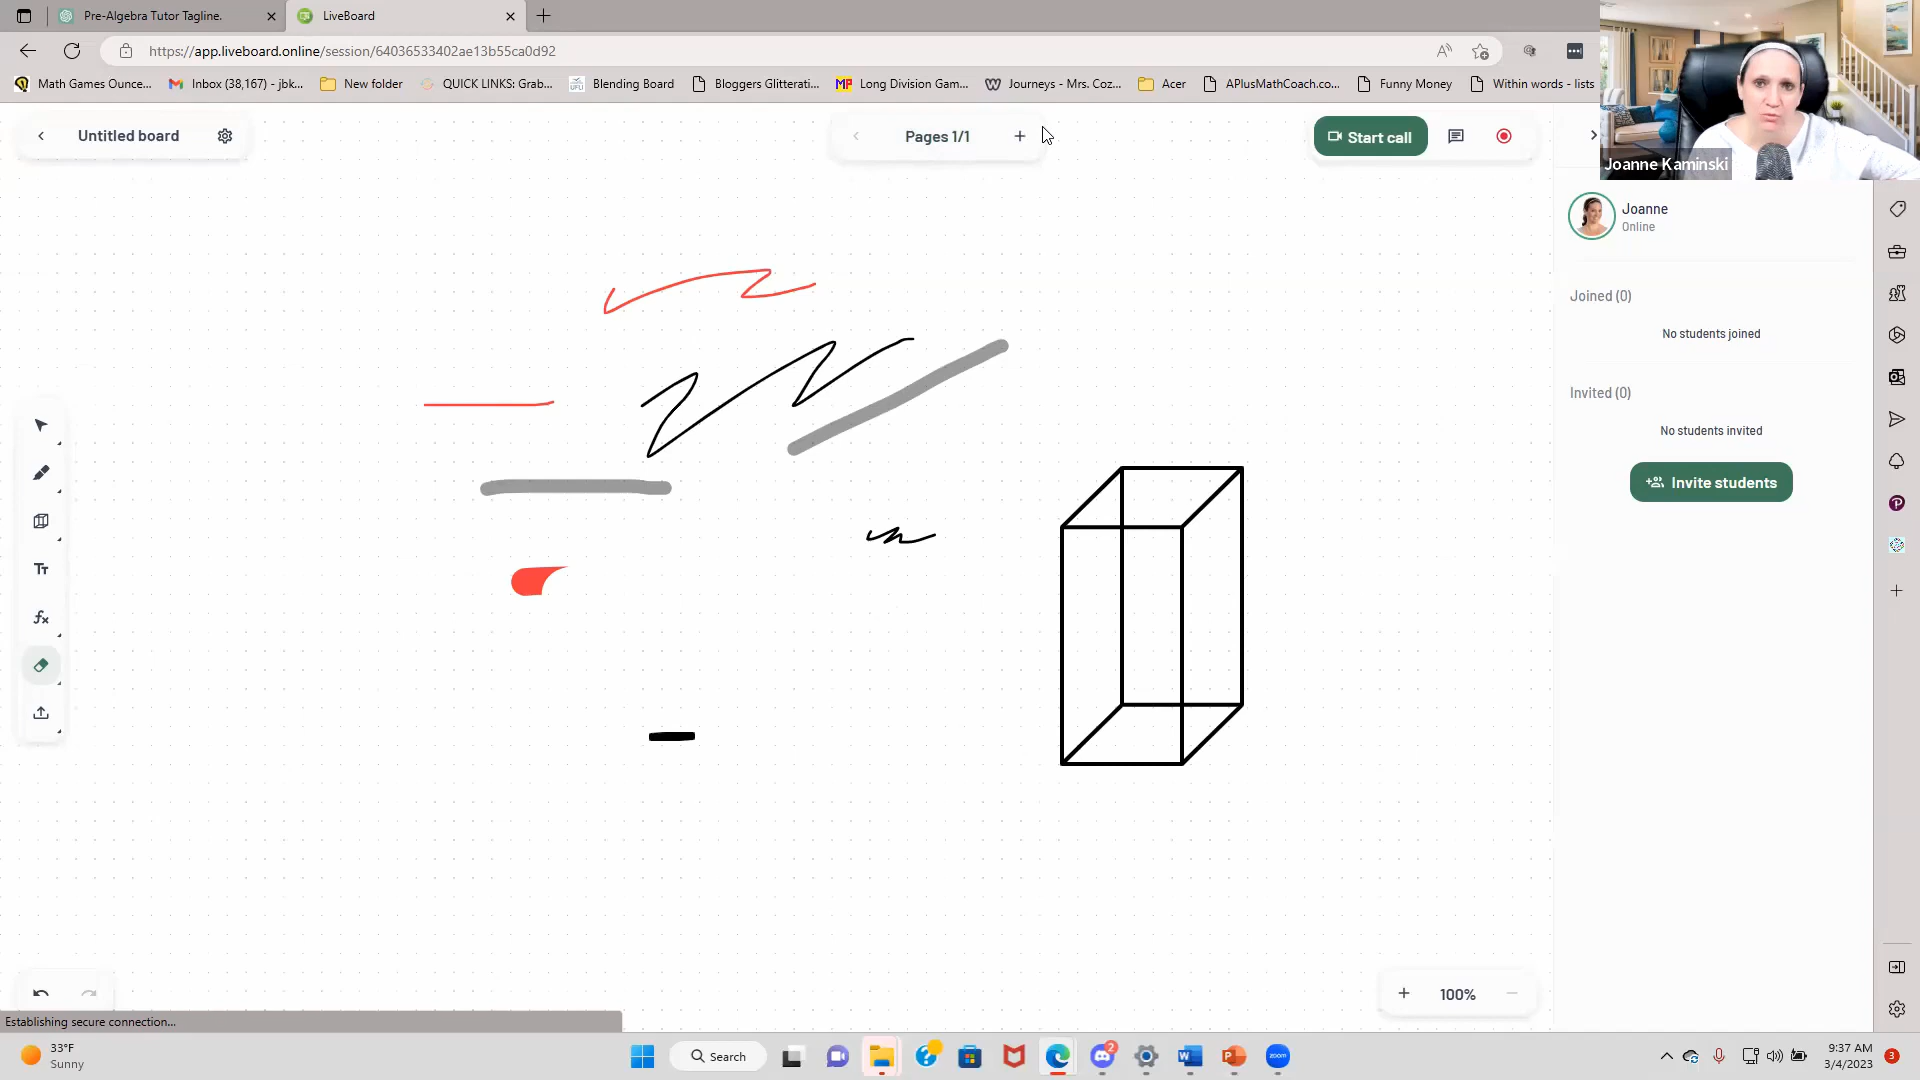 Pre-Algebra Tutor Tagline.
LiveBoard
https://app.liveboard.online/session/64036533402ae13b55ca0d92
Math Games Ounce...
Inbox (38,167) - jbk...
New folder
QUICK LINKS: Grab...
Blending Board
Bloggers Glitterati...
Long Division Gam...
Journeys - Mrs. Coz...
Acer
APlusMathCoach.co...
Funny Money
Within words - lists
Untitled board
Pages 1/1
Start call
Joanne Kaminski
Joanne
Online
Joined (0)
No students joined
Invited (0)
No students invited
Invite students
100%
Establishing secure connection...
33°F
Sunny
Search
2
zoom
9:37 AM
3/4/2023
3